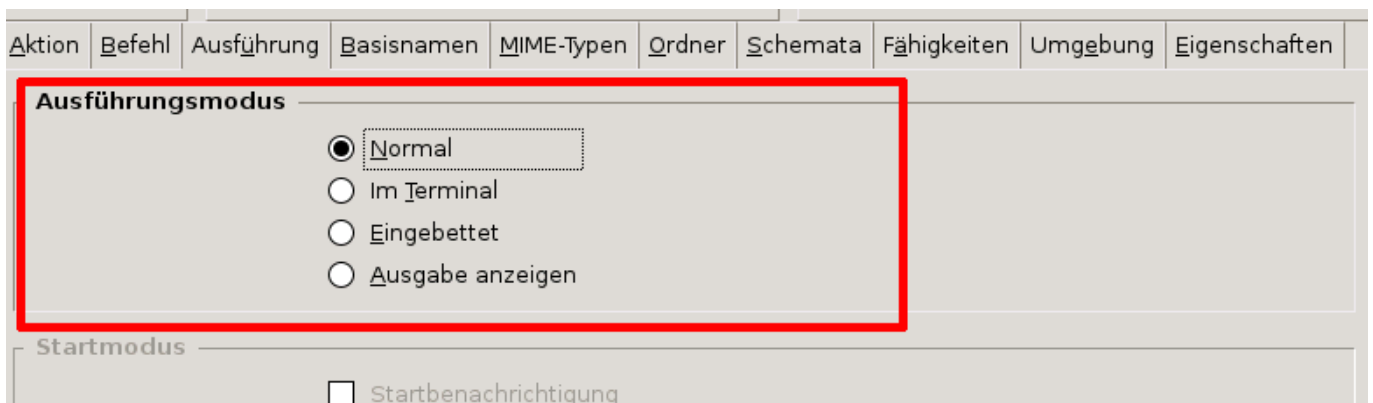 Aktion Befehl Ausführung Basisnamen MIME-Typen Ordner Schemata Fähigkeiten Umgebung Eigenschaften
Ausführungsmodus
Normal
Im Terminal
Eingebettet
Ausgabe anzeigen
Startmodus
Startbenachrichtigung